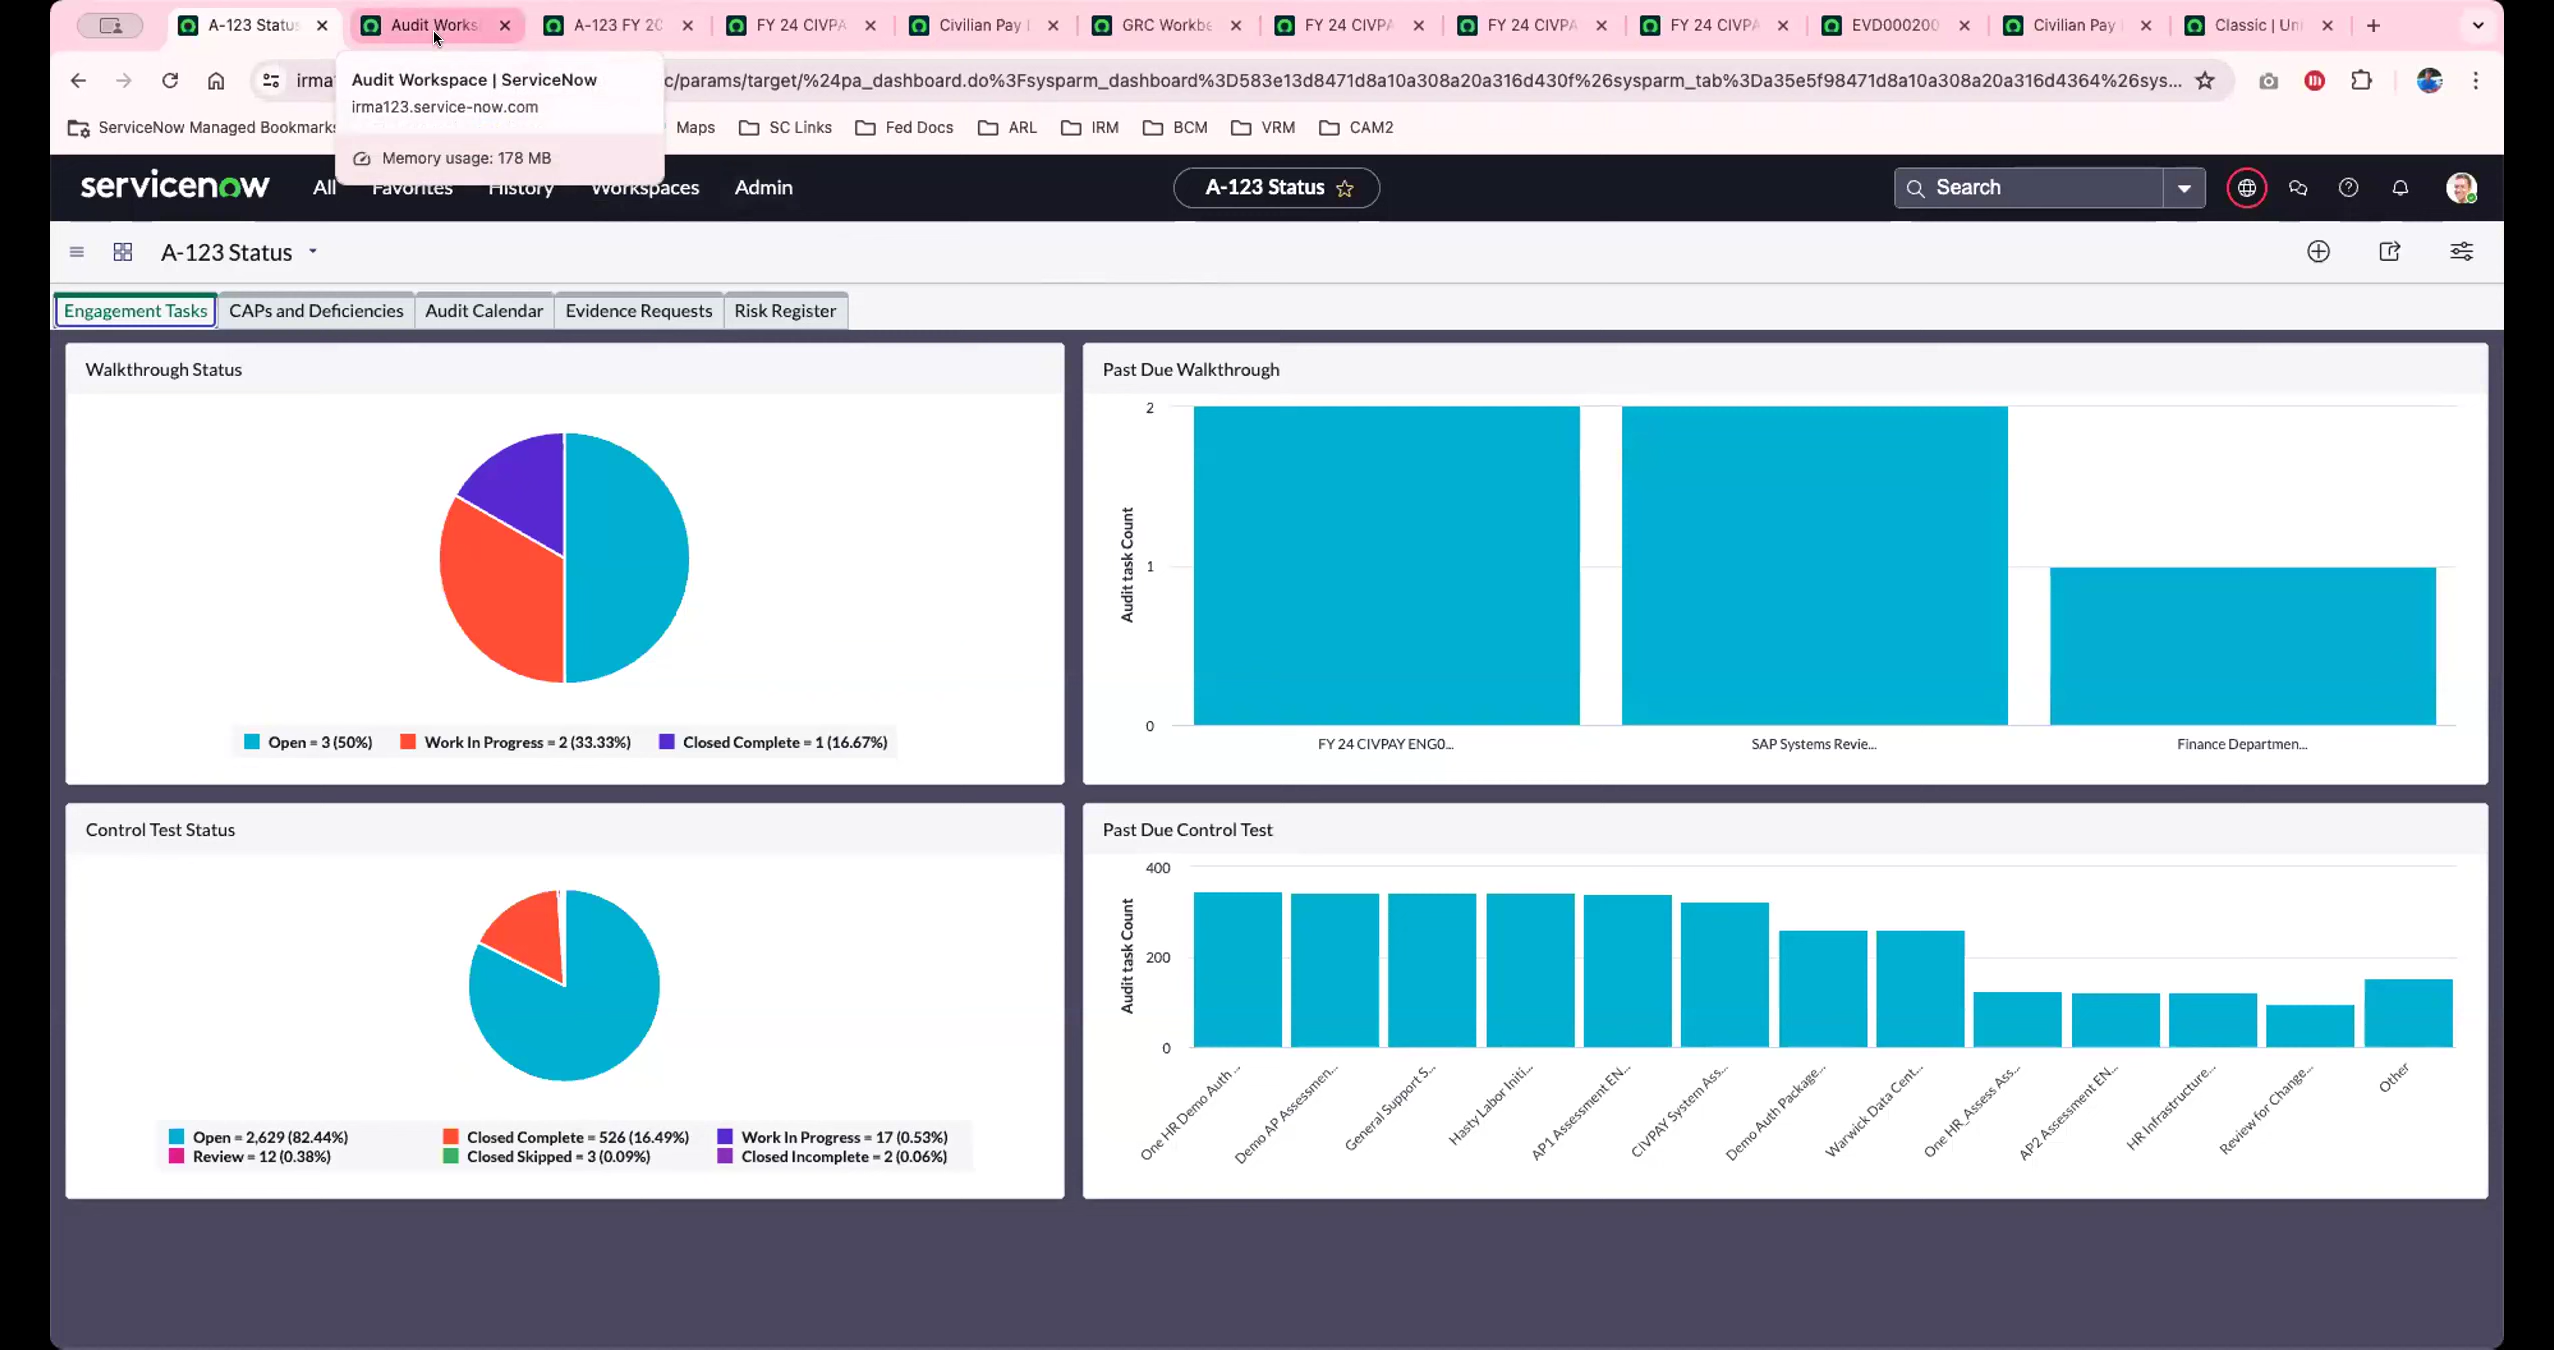 A-123 Statu
Audit Works
A-123 FY 20
FY 24 CIVPA
Civilian Pay
GRC Workbe
FY 24 CIVPA
FY 24 CIVPA
FY 24 CIVPA
EVD000200
Civilian Pay
Classic | Un
irma
c/params/target/%24pa_dashboard.do%3Fsysparm_dashboard%3D583e13d8471d8a10a308a20a316d430f%26sysparm_tab%3Da35e5f98471d8a10a308a20a316d4364%26sys...
Audit Workspace | ServiceNow
irma123.service-now.com
Memory usage: 178 MB
ServiceNow Managed Bookmarks
Maps
SC Links
Fed Docs
ARL
IRM
BCM
VRM
CAM2
servicenow
All
Favorites
History
Workspaces
Admin
A-123 Status
Search
A-123 Status
Engagement Tasks
CAPs and Deficiencies
Audit Calendar
Evidence Requests
Risk Register
Walkthrough Status
Open = 3 (50%)
Work In Progress = 2 (33.33%)
Closed Complete = 1 (16.67%)
Past Due Walkthrough
Audit task Count
2
1
0
FY 24 CIVPAY ENG0...
SAP Systems Revie...
Finance Departmen...
Control Test Status
Open = 2,629 (82.44%)
Closed Complete = 526 (16.49%)
Work In Progress = 17 (0.53%)
Review = 12 (0.38%)
Closed Skipped = 3 (0.09%)
Closed Incomplete = 2 (0.06%)
Past Due Control Test
Audit task Count
400
200
0
One HR Demo Auth ...
Demo AP Assessmen...
General Support S...
Hasty Labor Initi...
AP1 Assessment EN...
CIVPAY System Ass...
Demo Auth Package...
Warwick Data Cent...
One HR_Assess Ass...
AP2 Assessment EN...
HR Infrastructure...
Review for Change...
Other